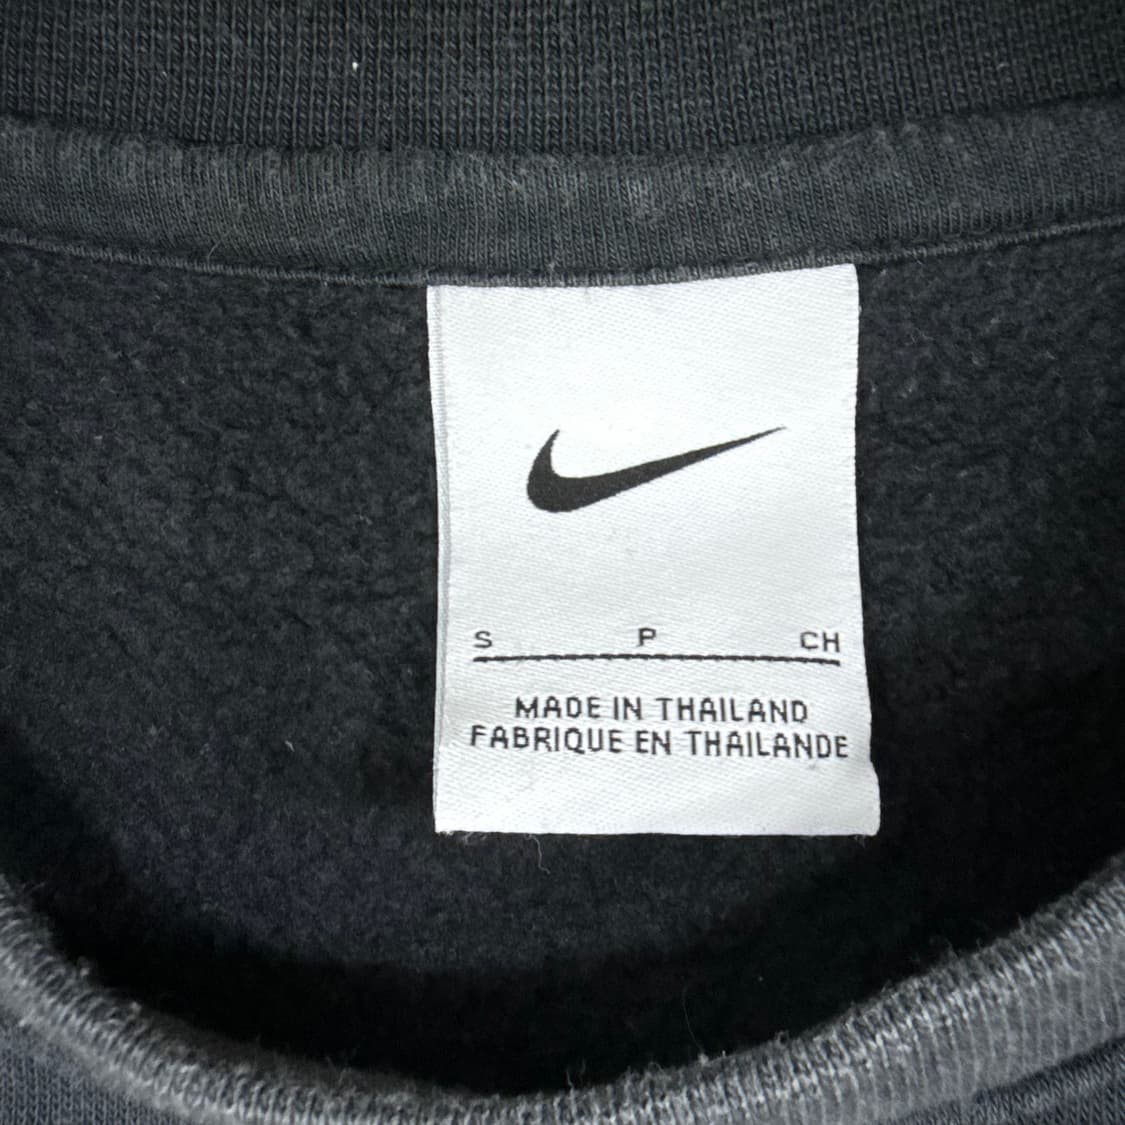 S P CH
MADE IN THAILAND
FABRIQUE EN THAILANDE